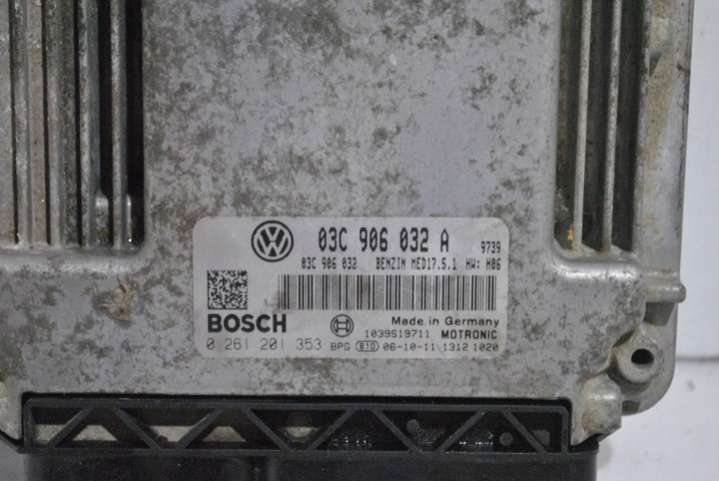 03C 906 032 A 9739
03C 906 032 BENZIN MED17.5.1 HW: H06
BOSCH
Made in Germany
1039S19711 MOTRONIC
0 261 201 353 BPG 810 06-10-11 1312 1020